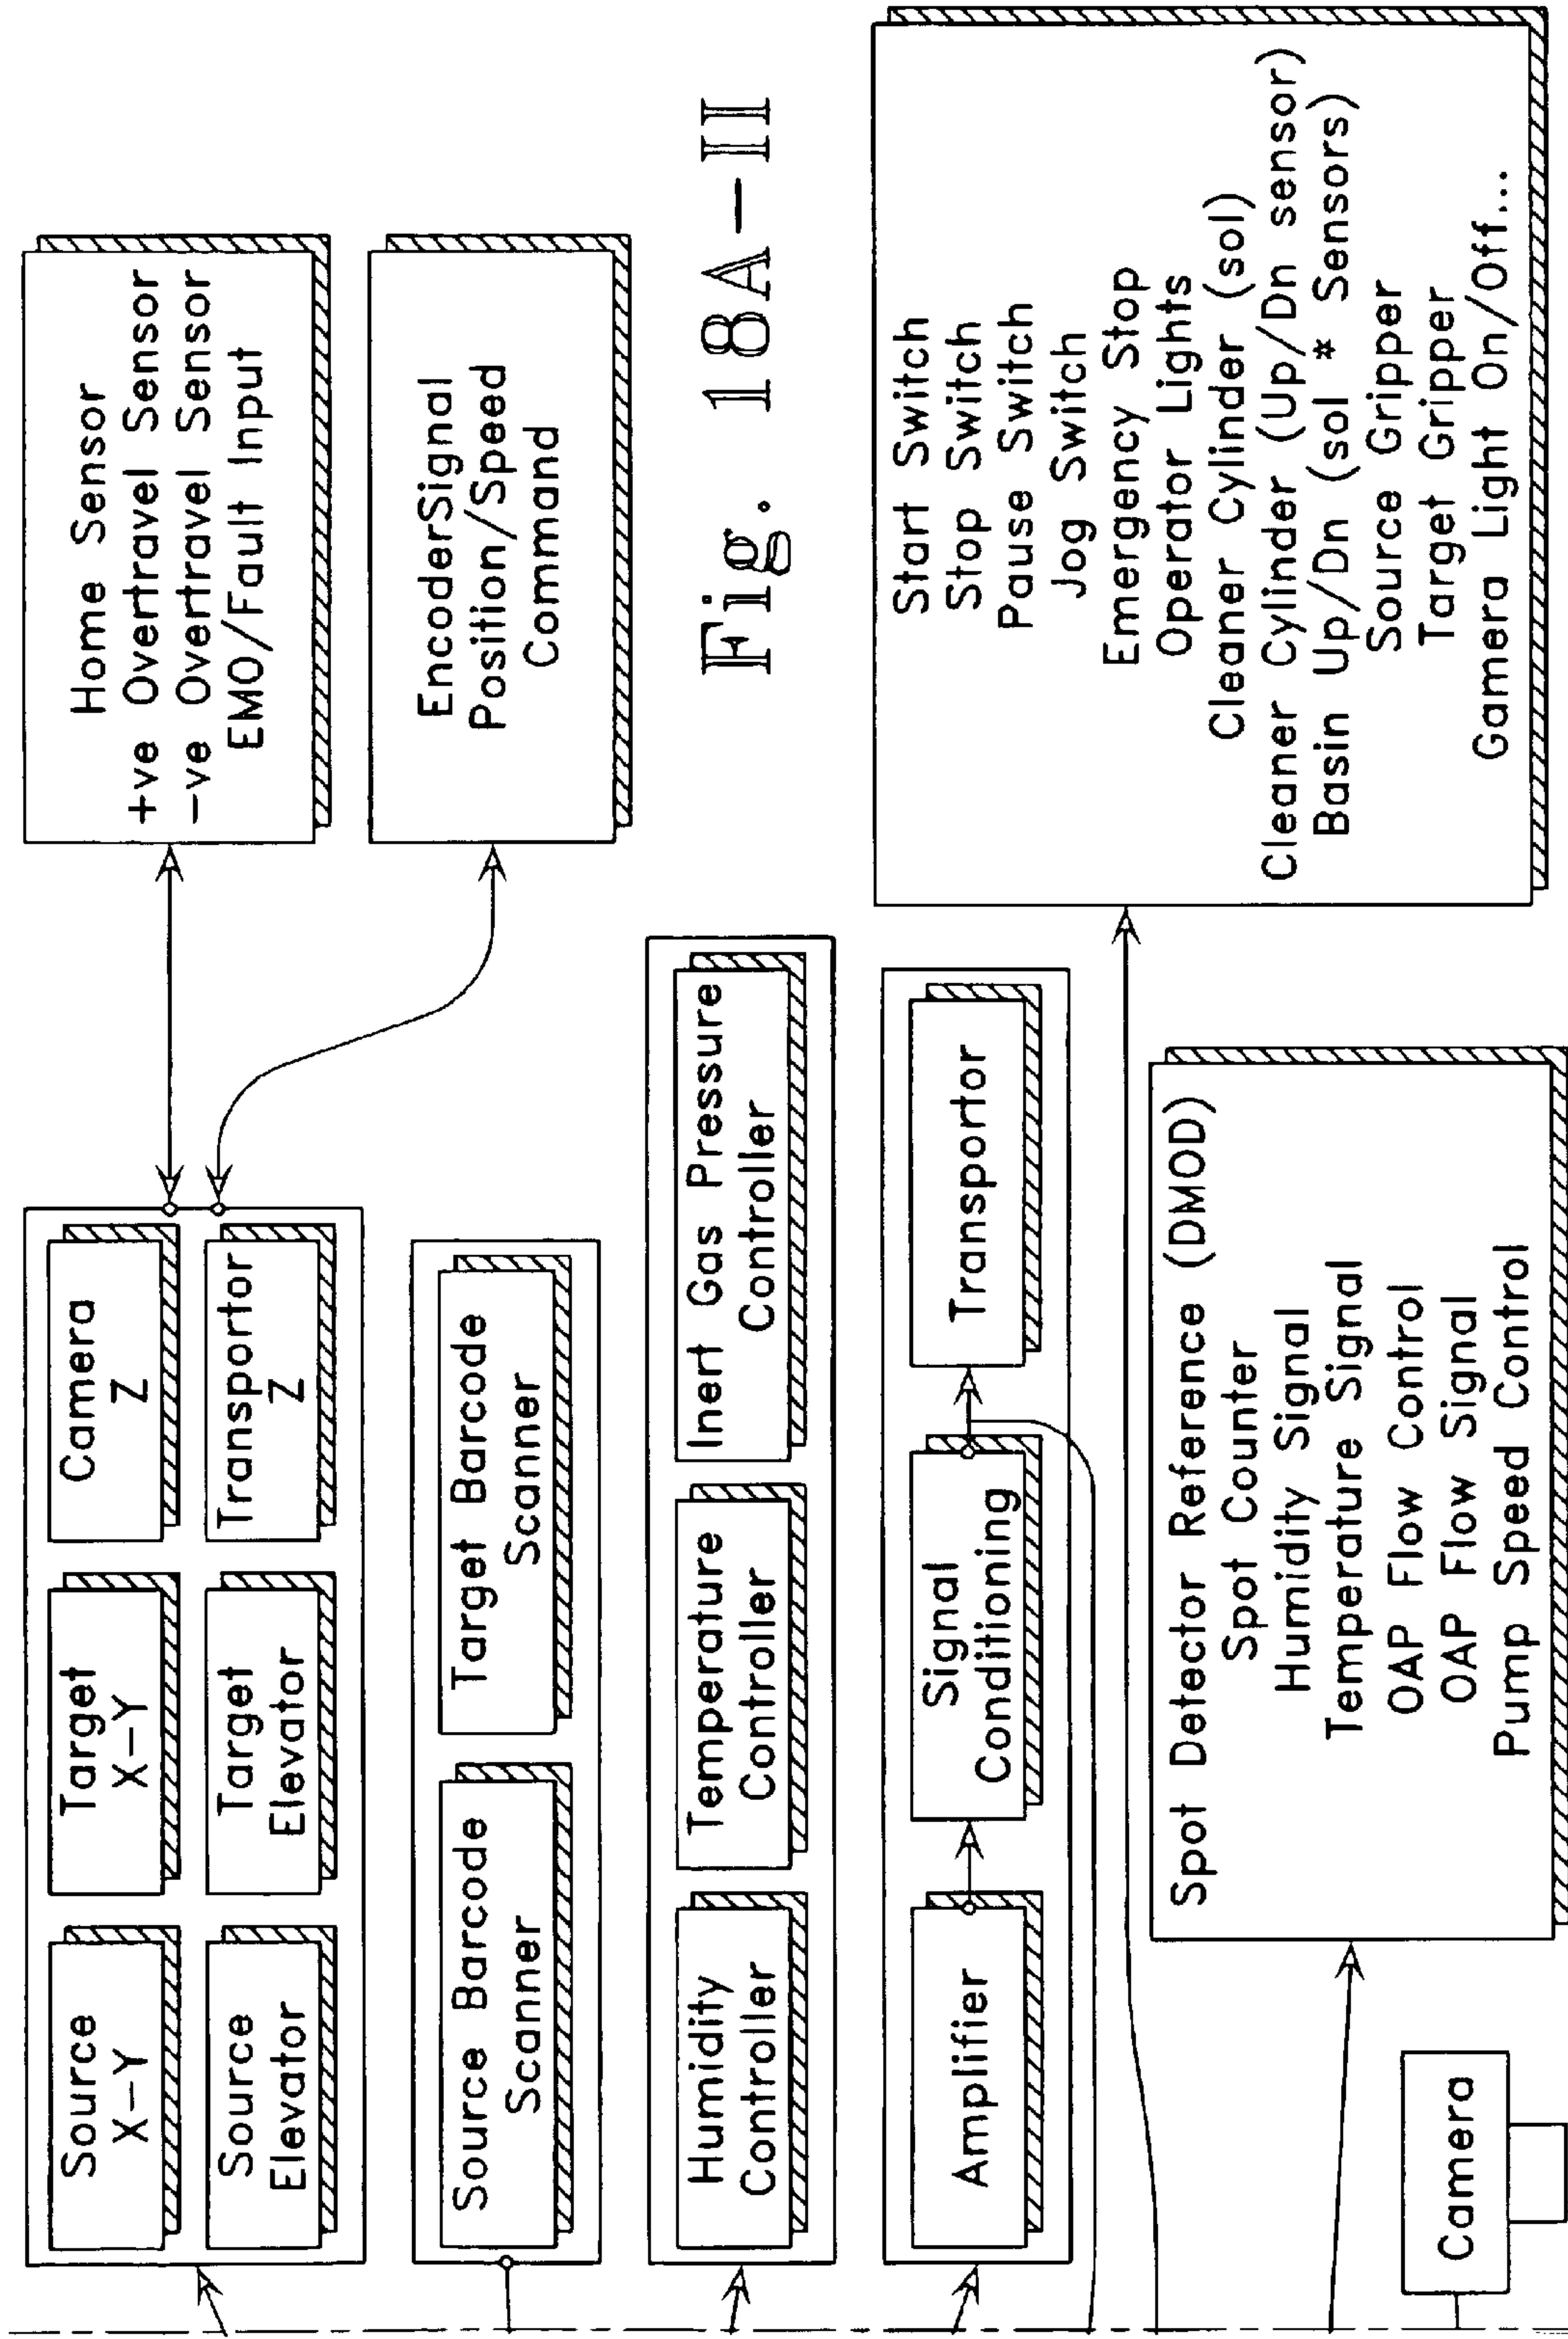 Source
X-Y
Target
X-Y
Camera
Z
Source
Elevator
Target
Elevator
Transportor
Z
Home Sensor
+ve Overtravel Sensor
-ve Overtravel Sensor
EMO/Fault Input
EncoderSignal
Position/Speed
Command
Source Barcode
Scanner
Target Barcode
Scanner
Humidity
Controller
Temperature
Controller
Inert Gas Pressure
Controller
Fig. 18A-II
Amplifier
Signal
Conditioning
Transportor
Start Switch
Stop Switch
Pause Switch
Jog Switch
Emergency Stop
Operator Lights
Cleaner Cylinder (sol)
Cleaner Cylinder (Up/Dn sensor)
Basin Up/Dn (sol * Sensors)
Source Gripper
Target Gripper
Gamera Light On/Off...
Spot Detector Reference (DMOD)
Spot Counter
Humidity Signal
Temperature Signal
OAP Flow Control
OAP Flow Signal
Pump Speed Control
Camera